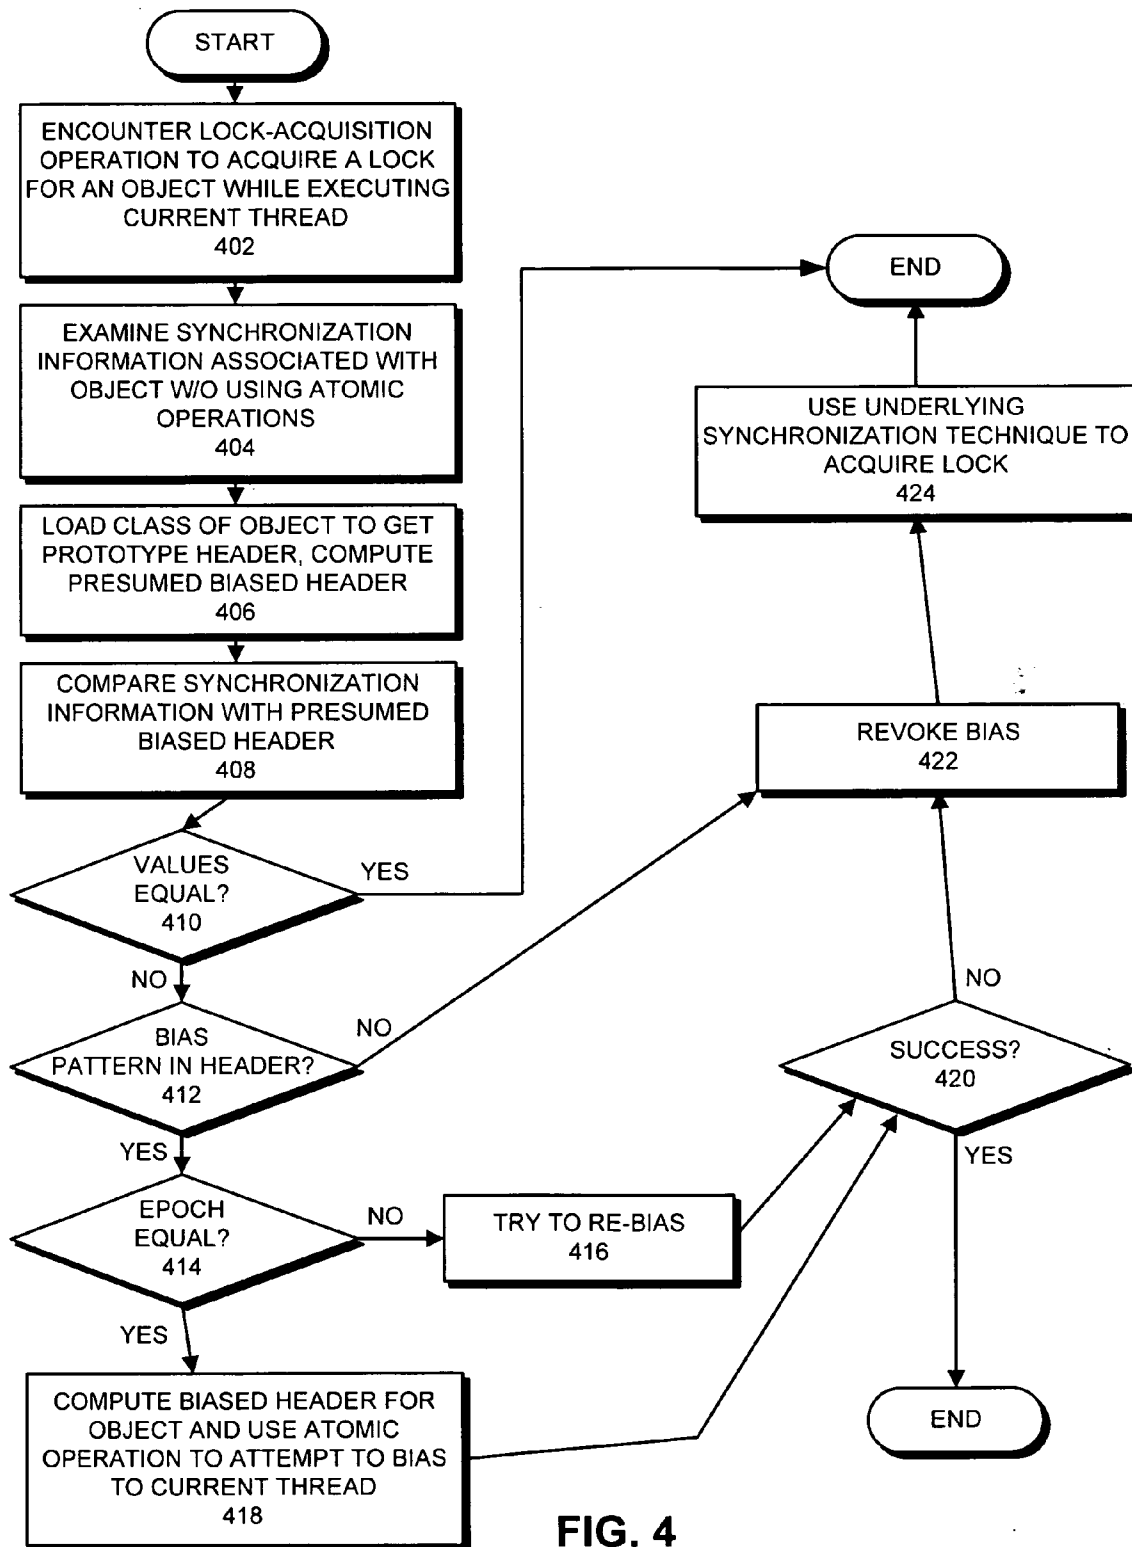 START
ENCOUNTER LOCK-ACQUISITION
OPERATION TO ACQUIRE A LOCK
FOR AN OBJECT WHILE EXECUTING
CURRENT THREAD
402
EXAMINE SYNCHRONIZATION
INFORMATION ASSOCIATED WITH
OBJECT W/O USING ATOMIC
OPERATIONS
404
LOAD CLASS OF OBJECT TO GET
PROTOTYPE HEADER, COMPUTE
PRESUMED BIASED HEADER
406
COMPARE SYNCHRONIZATION
INFORMATION WITH PRESUMED
BIASED HEADER
408
VALUES
EQUAL?
410
YES
NO
BIAS
PATTERN IN HEADER?
412
NO
YES
EPOCH
EQUAL?
414
NO
YES
TRY TO RE-BIAS
416
COMPUTE BIASED HEADER FOR
OBJECT AND USE ATOMIC
OPERATION TO ATTEMPT TO BIAS
TO CURRENT THREAD
418
END
USE UNDERLYING
SYNCHRONIZATION TECHNIQUE TO
ACQUIRE LOCK
424
REVOKE BIAS
422
NO
SUCCESS?
420
YES
END
FIG. 4